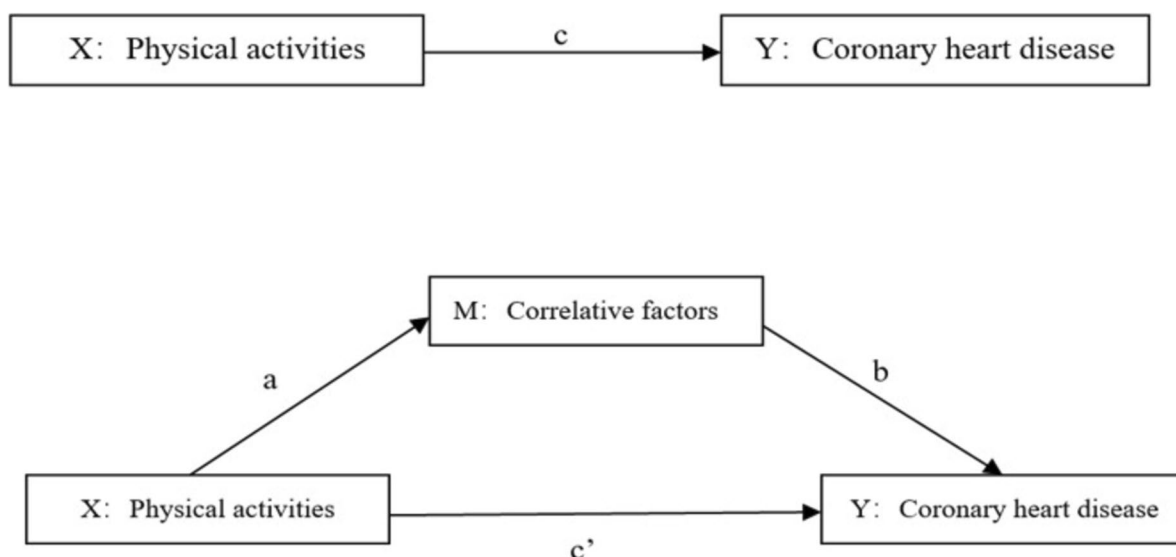 X: Physical activities
c
Y: Coronary heart disease
M: Correlative factors
a
b
X: Physical activities
Y: Coronary heart disease
c’